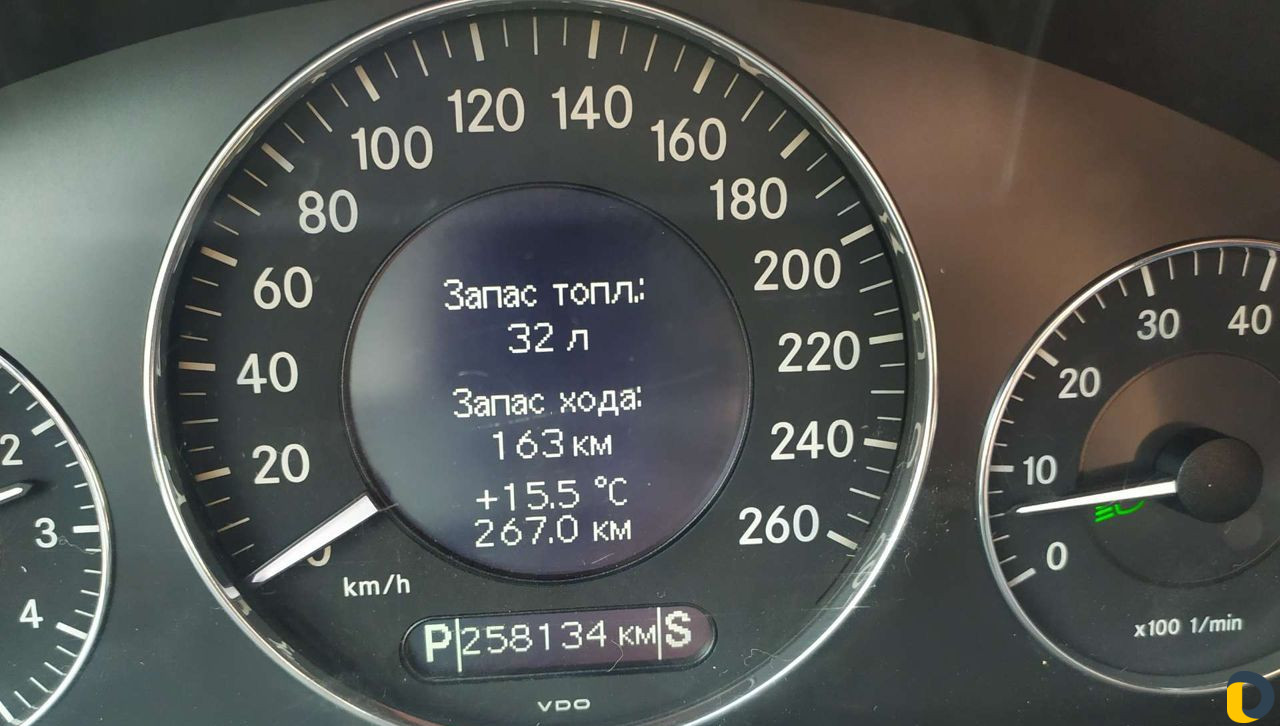 20
40
60
80
100
120
140
160
180
200
220
240
260
Запас топл.:
32 л
Запас хода:
163 км
+15.5 °C
267.0 км
0
km/h
P 258134 км S
VDO
2
3
4
0
10
20
30
40
x100 1/min